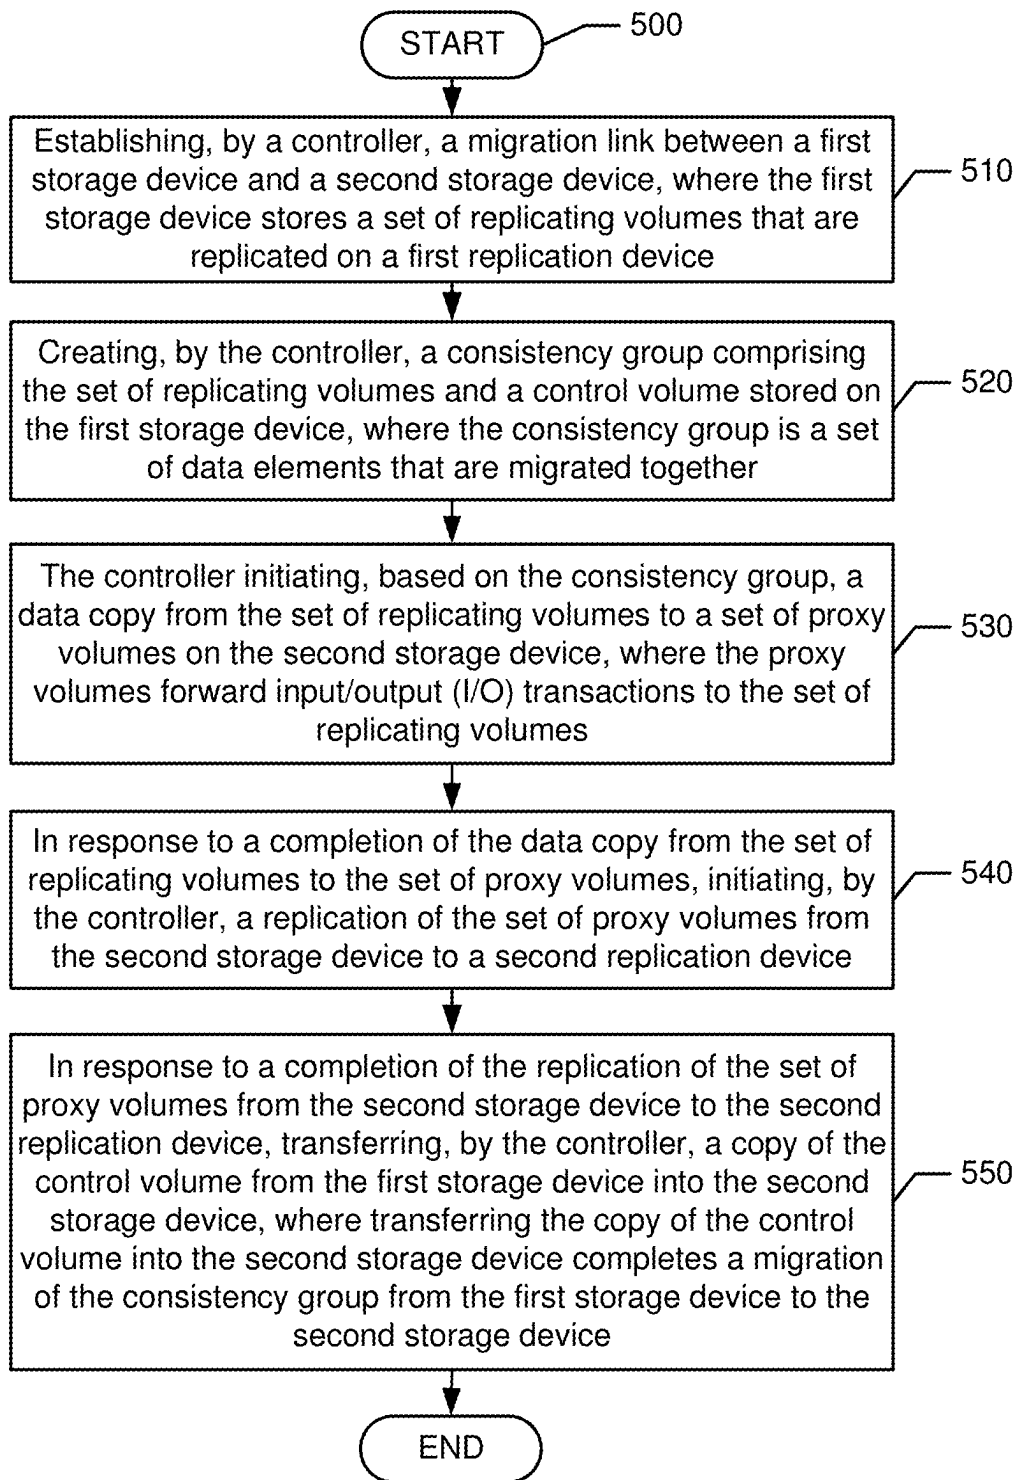 START
500
Establishing, by a controller, a migration link between a first
storage device and a second storage device, where the first
storage device stores a set of replicating volumes that are
replicated on a first replication device
510
Creating, by the controller, a consistency group comprising
the set of replicating volumes and a control volume stored on
the first storage device, where the consistency group is a set
of data elements that are migrated together
520
The controller initiating, based on the consistency group, a
data copy from the set of replicating volumes to a set of proxy
volumes on the second storage device, where the proxy
volumes forward input/output (I/O) transactions to the set of
replicating volumes
530
In response to a completion of the data copy from the set of
replicating volumes to the set of proxy volumes, initiating, by
the controller, a replication of the set of proxy volumes from
the second storage device to a second replication device
540
In response to a completion of the replication of the set of
proxy volumes from the second storage device to the second
replication device, transferring, by the controller, a copy of the
control volume from the first storage device into the second
storage device, where transferring the copy of the control
volume into the second storage device completes a migration
of the consistency group from the first storage device to the
second storage device
550
END